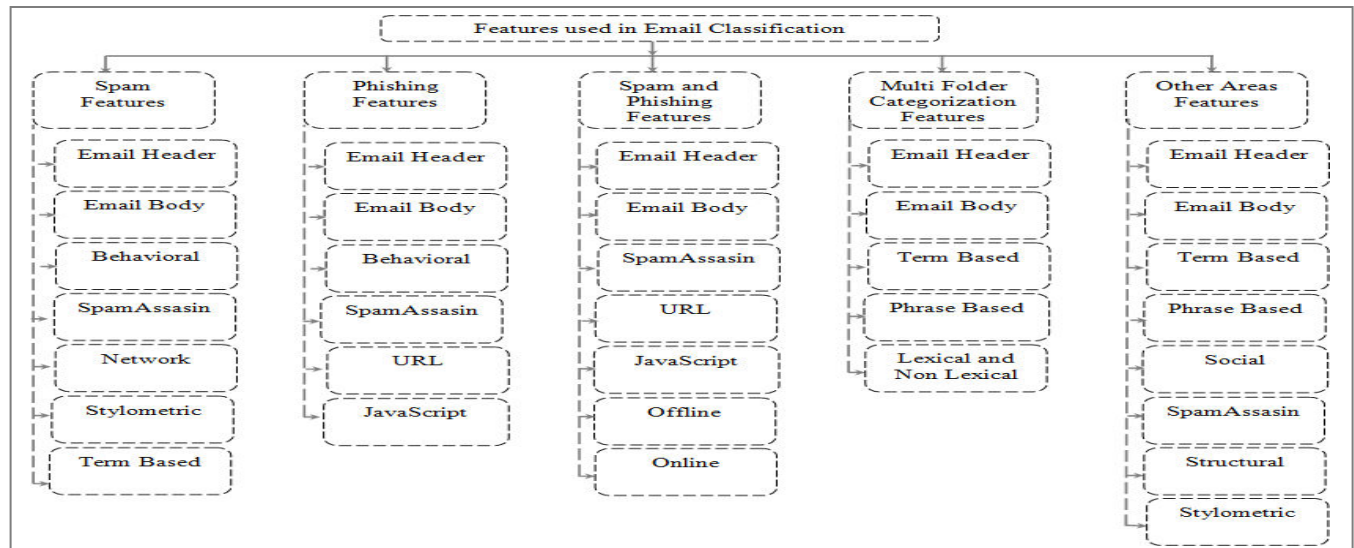 Features used in Email Classification
Spam
Features
Email Header
Email Body
Behavioral
SpamAssasin
Network
Stylometric
Term Based
Phishing
Features
Email Header
Email Body
Behavioral
SpamAssasin
URL
JavaScript
Spam and
Phishing
Features
Email Header
Email Body
SpamAssasin
URL
JavaScript
Offline
Online
Multi Folder
Categorization
Features
Email Header
Email Body
Term Based
Phrase Based
Lexical and
Non Lexical
Other Areas
Features
Email Header
Email Body
Term Based
Phrase Based
Social
SpamAssasin
Structural
Stylometric